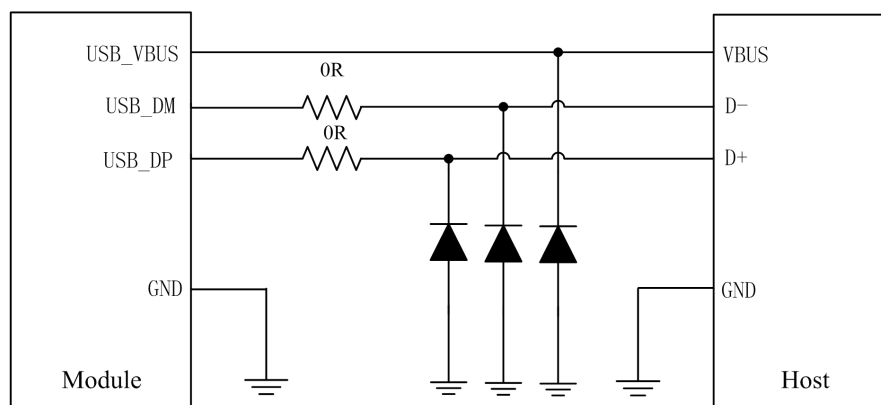 USB_VBUS
VBUS
0R
USB_DM
D-
0R
USB_DP
D+
GND
GND
Module
Host